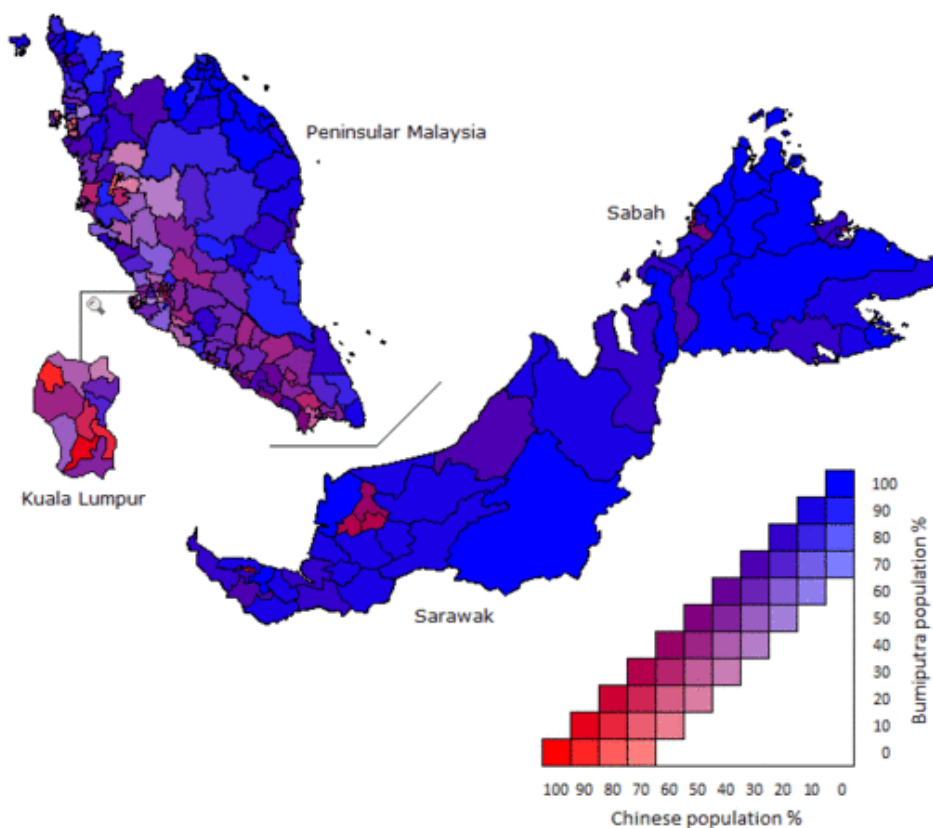 Peninsular Malaysia
Sabah
Kuala Lumpur
Sarawak
100
90
80
70
60
50
40
30
20
10
0
Bumiputra population %
100 90 80 70 60 50 40 30 20 10 0
Chinese population %